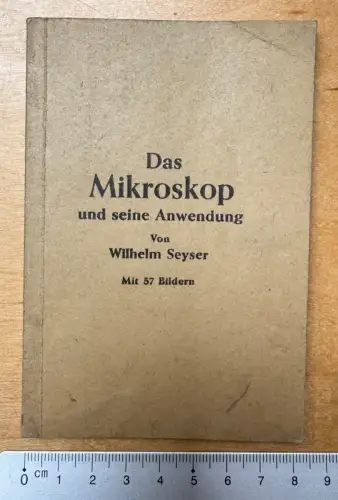 Das
Mikroskop
und seine Anwendung
Von
Wilhelm Seyser
Mit 57 Bildern
0 cm 1 2 3 4 5 6 7 8 9